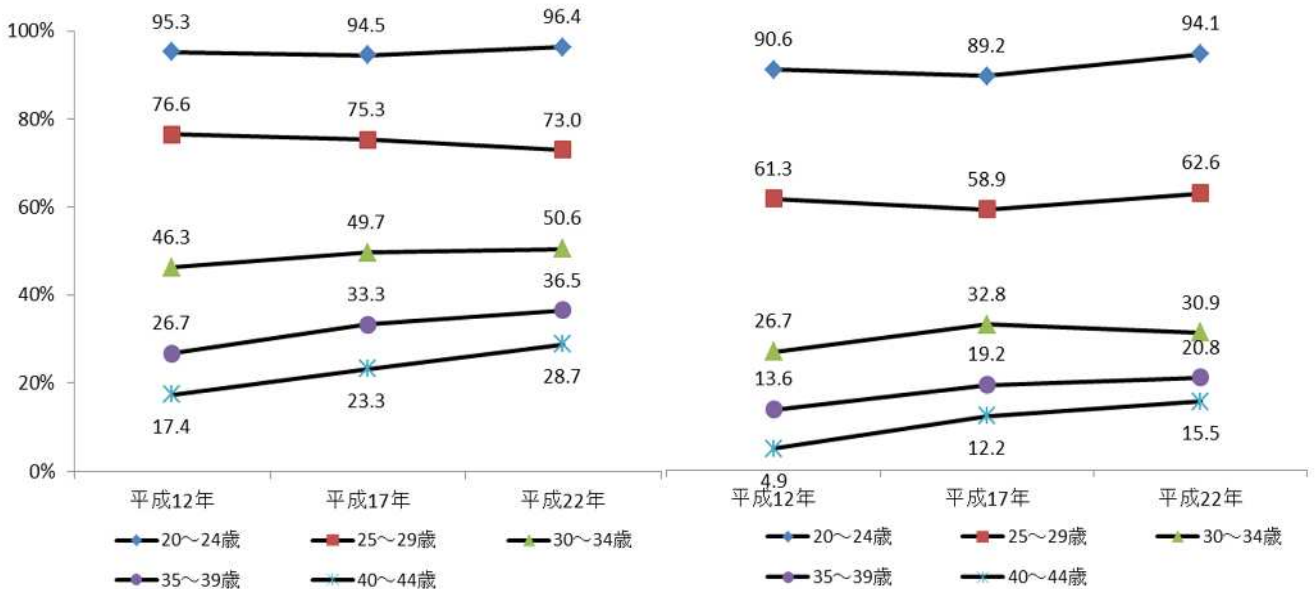 95.3 94.5 96.4
100%
76.6 75.3 73.0
80%
60%
46.3 49.7 50.6
40%
26.7 33.3 36.5
20%
17.4 23.3 28.7
0%
平成12年 平成17年 平成22年
20～24歳 25～29歳 30～34歳
35～39歳 40～44歳
90.6 89.2 94.1
61.3 58.9 62.6
26.7 32.8 30.9
13.6 19.2 20.8
4.9 12.2 15.5
平成12年 平成17年 平成22年
20～24歳 25～29歳 30～34歳
35～39歳 40～44歳